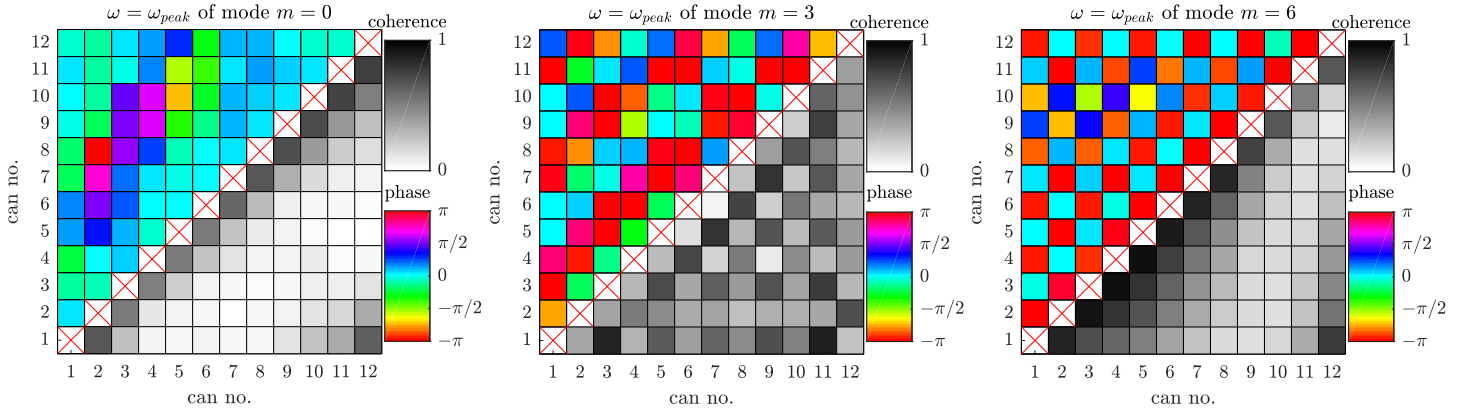 ω = ω_peak of mode m = 0
coherence
1
0
phase
π
π/2
0
−π/2
−π
12
11
10
9
8
7
6
5
4
3
2
1
can no.
1 2 3 4 5 6 7 8 9 10 11 12
can no.
ω = ω_peak of mode m = 3
coherence
1
0
phase
π
π/2
0
−π/2
−π
12
11
10
9
8
7
6
5
4
3
2
1
can no.
1 2 3 4 5 6 7 8 9 10 11 12
can no.
ω = ω_peak of mode m = 6
coherence
1
0
phase
π
π/2
0
−π/2
−π
12
11
10
9
8
7
6
5
4
3
2
1
can no.
1 2 3 4 5 6 7 8 9 10 11 12
can no.